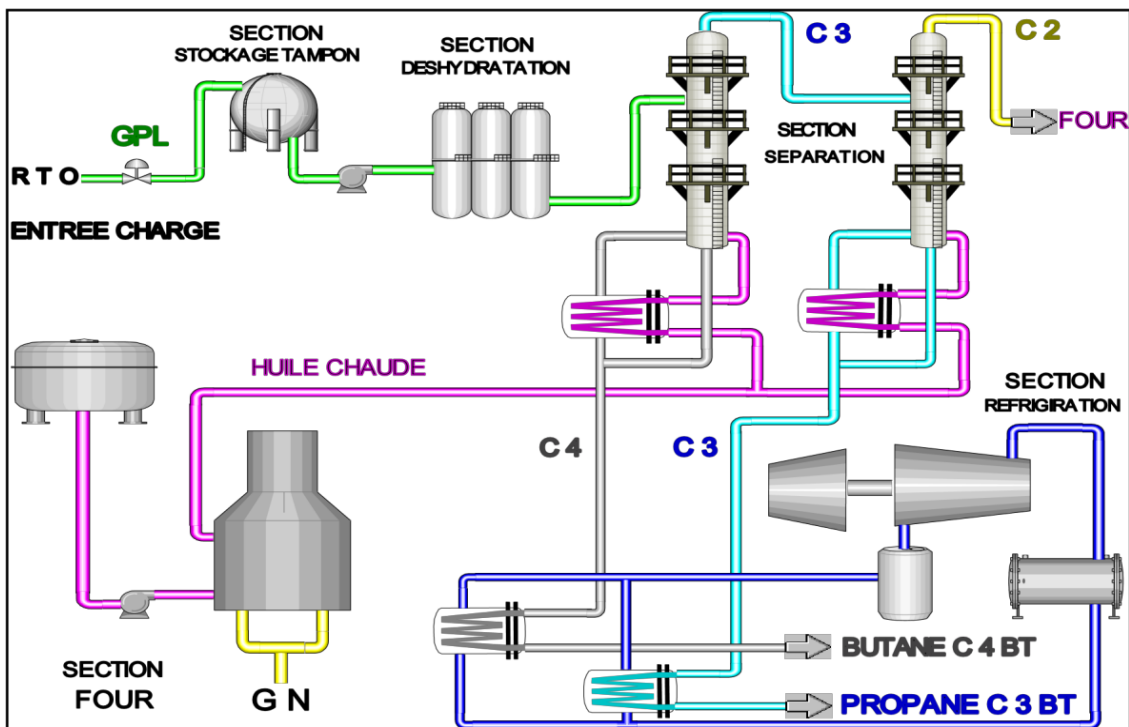 SECTION
STOCKAGE TAMPON
SECTION
DESHYDRATATION
C 3
C 2
GPL
FOUR
SECTION
SEPARATION
R T O
ENTREE CHARGE
HUILE CHAUDE
SECTION
REFRIGIRATION
C 4
C 3
BUTANE C 4 BT
SECTION
FOUR
G N
PROPANE C 3 BT